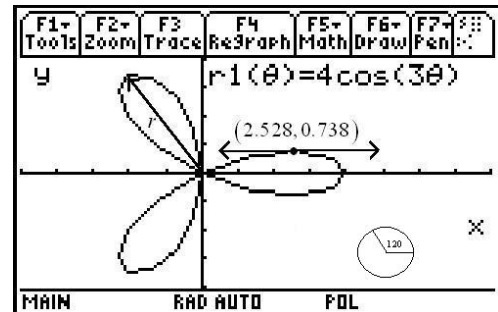 F1 F2 F3 F4 F5 F6 F7
Tools Zoom Trace ReGraph Math Draw Pen
y r1(θ)=4cos(3θ)
r (2.528,0.738)
x
120
MAIN RAD AUTO POL